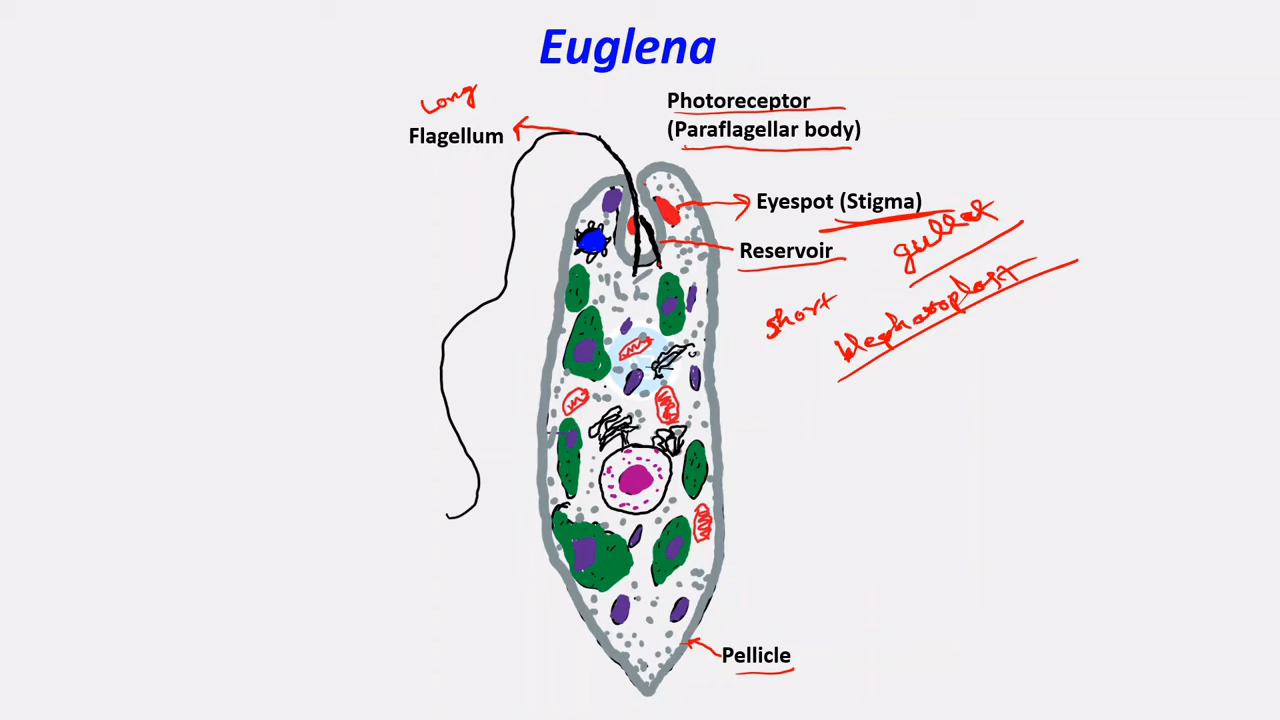 Euglena
Long
Flagellum
Photoreceptor
(Paraflagellar body)
Eyespot (Stigma)
gullet
Reservoir
short
blepharoplast
Pellicle